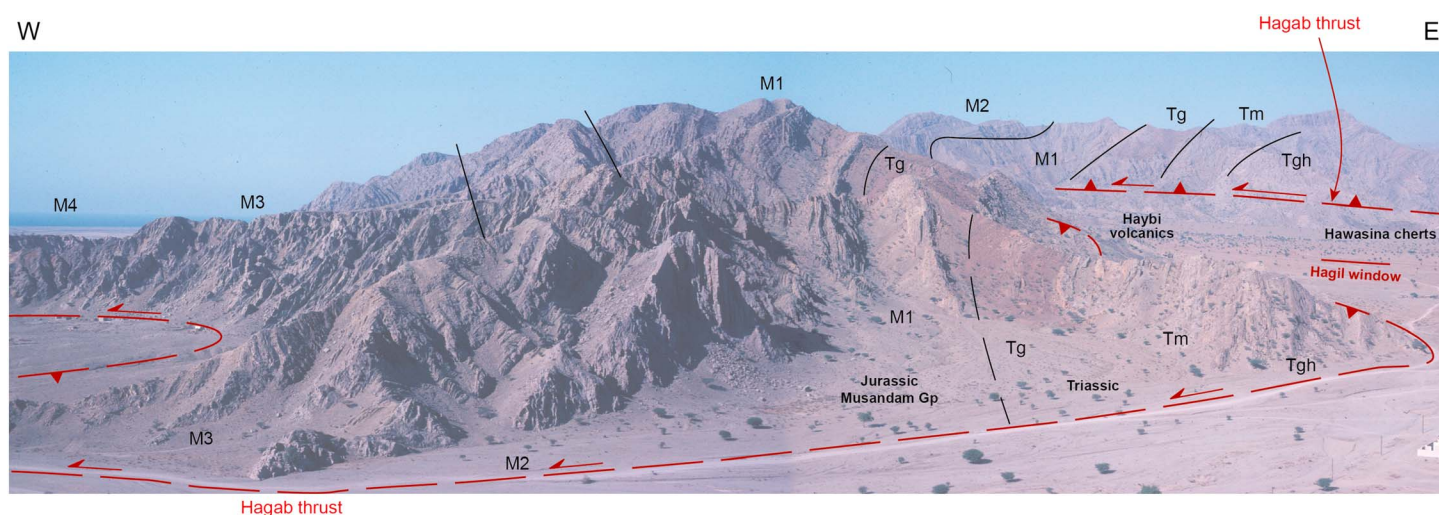 W
Hagab thrust
E
M1
M2
Tg
Tm
M1
Tgh
Tg
M4
M3
Haybi
volcanics
Hawasina cherts
Hagil window
M1
Tg
Tm
Tgh
Jurassic
Musandam Gp
Triassic
M3
M2
Hagab thrust